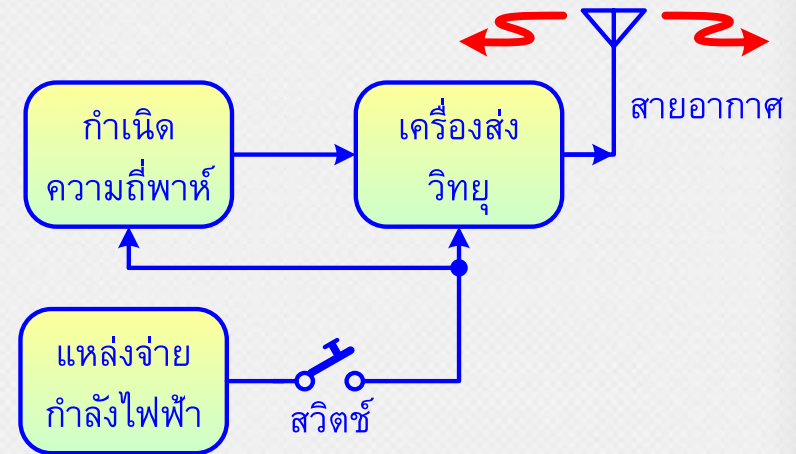 กำเนิด
ความถี่พาห์
เครื่องส่ง
วิทยุ
สายอากาศ
แหล่งจ่าย
กำลังไฟฟ้า
สวิตช์